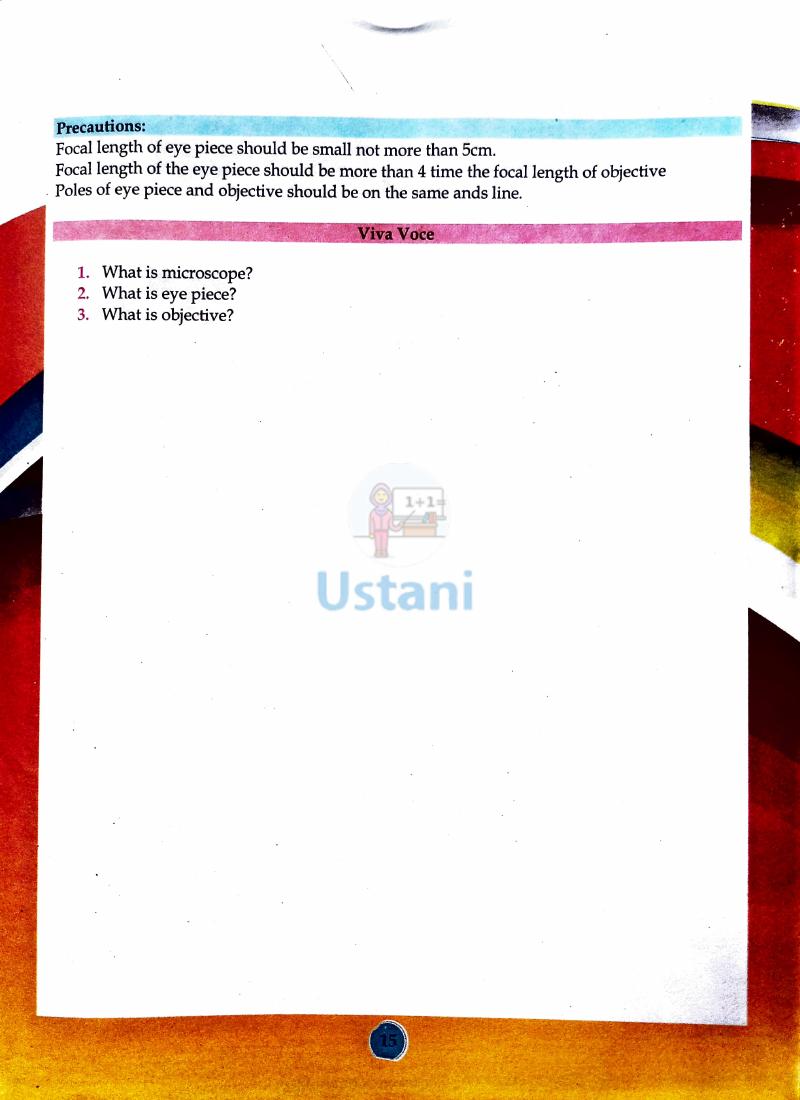 Precautions:
Focal length of eye piece should be small not more than 5cm.
Focal length of the eye piece should be more than 4 time the focal length of objective
Poles of eye piece and objective should be on the same ands line.
Viva Voce
1. What is microscope?
2. What is eye piece?
3. What is objective?
1+1=
Ustani
15